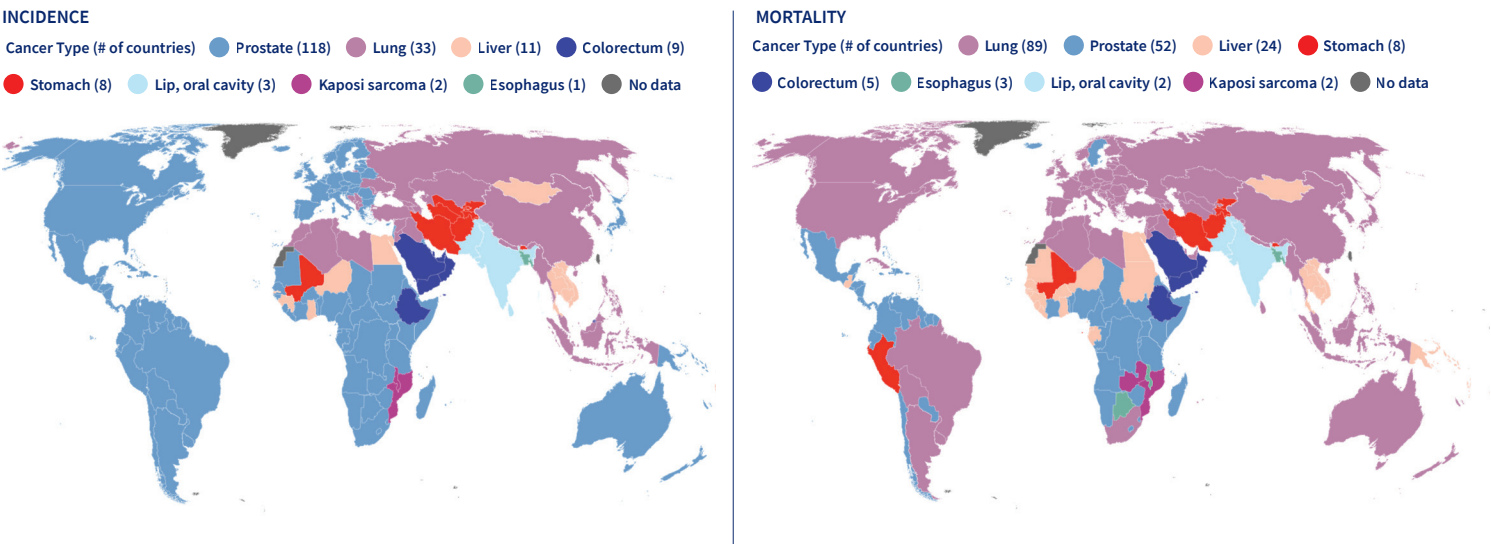 INCIDENCE
Cancer Type (# of countries) Prostate (118) Lung (33) Liver (11) Colorectum (9)
Stomach (8) Lip, oral cavity (3) Kaposi sarcoma (2) Esophagus (1) No data
MORTALITY
Cancer Type (# of countries) Lung (89) Prostate (52) Liver (24) Stomach (8)
Colorectum (5) Esophagus (3) Lip, oral cavity (2) Kaposi sarcoma (2) No data